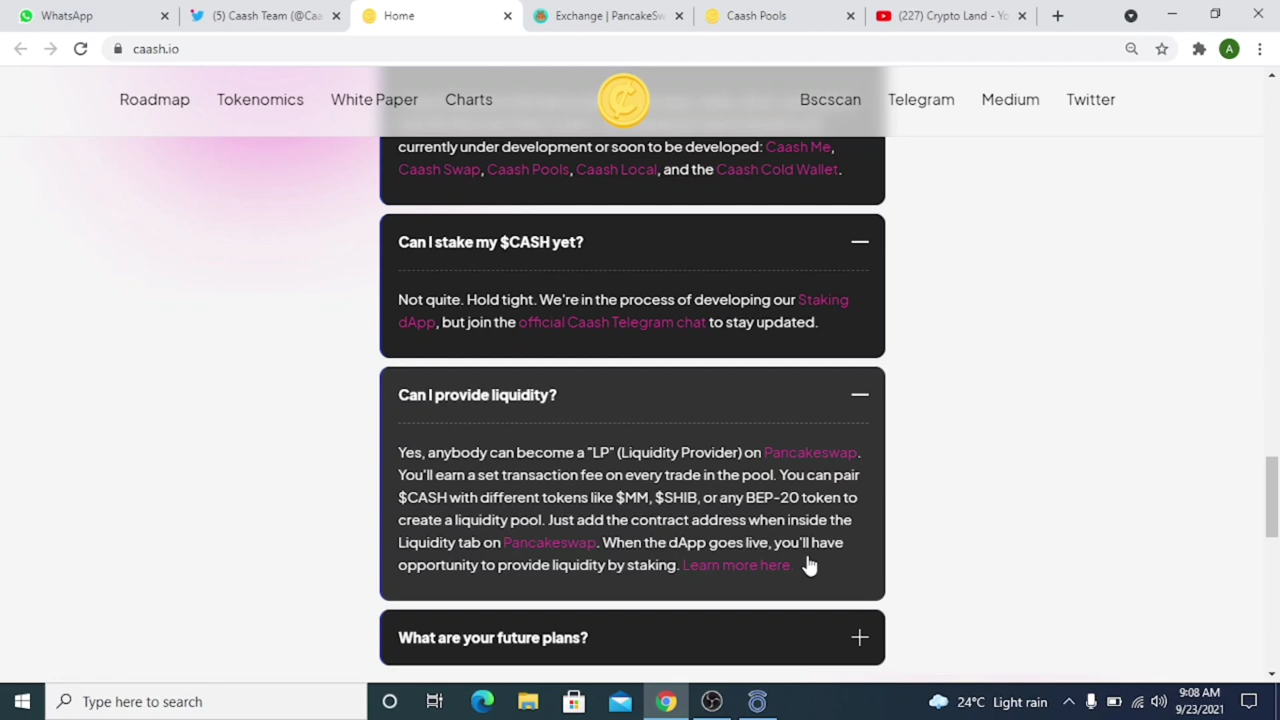 WhatsApp
(5) Caash Team (@Caa
Home
Exchange | PancakeSw
Caash Pools
(227) Crypto Land - Yo
caash.io
A
Roadmap Tokenomics White Paper Charts Bscscan Telegram Medium Twitter
currently under development or soon to be developed: Caash Me,
Caash Swap, Caash Pools, Caash Local, and the Caash Cold Wallet.
Can I stake my $CASH yet?
Not quite. Hold tight. We're in the process of developing our Staking
dApp, but join the official Caash Telegram chat to stay updated.
Can I provide liquidity?
Yes, anybody can become a "LP" (Liquidity Provider) on Pancakeswap.
You'll earn a set transaction fee on every trade in the pool. You can pair
$CASH with different tokens like $MM, $SHIB, or any BEP-20 token to
create a liquidity pool. Just add the contract address when inside the
Liquidity tab on Pancakeswap. When the dApp goes live, you'll have
opportunity to provide liquidity by staking. Learn more here.
What are your future plans?
Type here to search
24°C Light rain
9:08 AM
9/23/2021